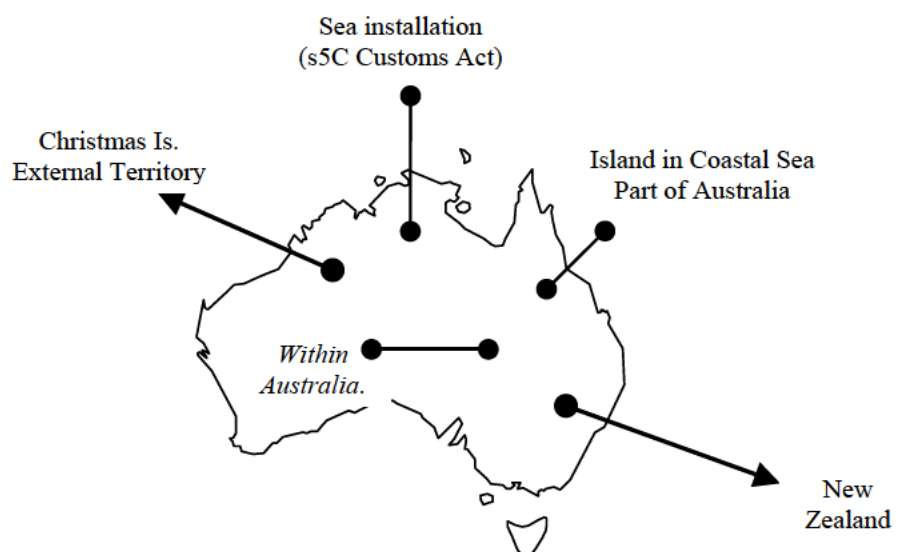 Sea installation
(s5C Customs Act)
Christmas Is.
External Territory
Island in Coastal Sea
Part of Australia
Within
Australia.
New
Zealand